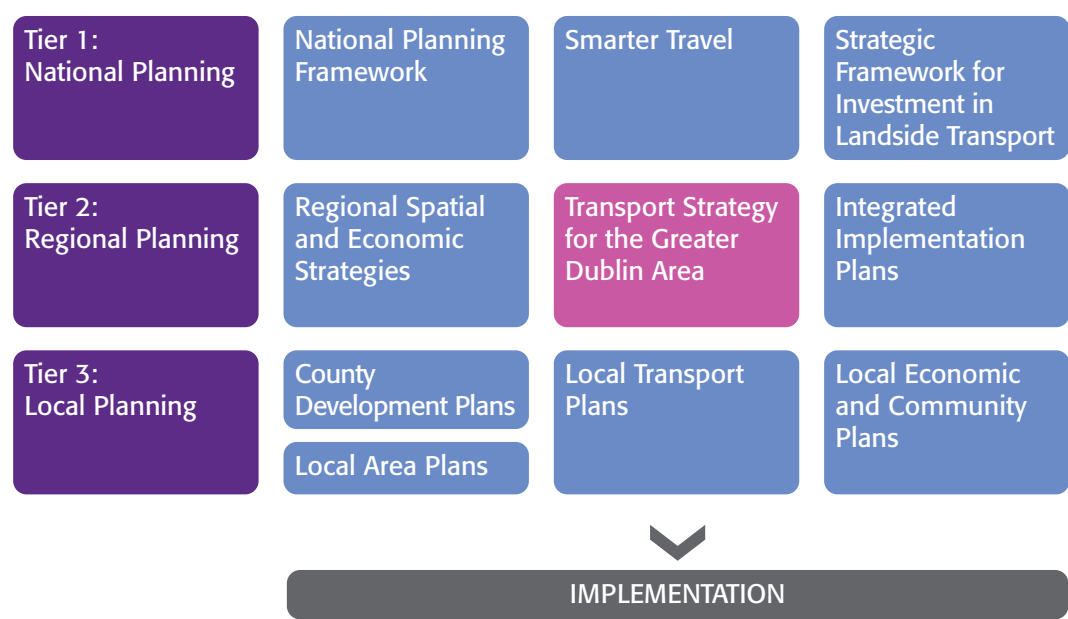 Tier 1:
National Planning
National Planning
Framework
Smarter Travel
Strategic
Framework for
Investment in
Landside Transport
Tier 2:
Regional Planning
Regional Spatial
and Economic
Strategies
Transport Strategy
for the Greater
Dublin Area
Integrated
Implementation
Plans
Tier 3:
Local Planning
County
Development Plans
Local Area Plans
Local Transport
Plans
Local Economic
and Community
Plans
IMPLEMENTATION